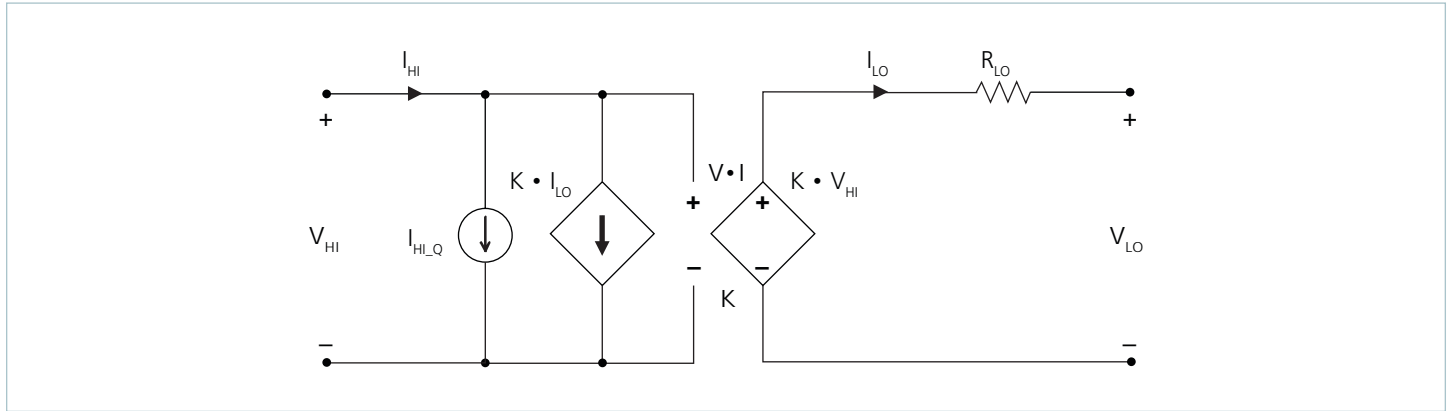 I_HI
I_LO
R_LO
+
+
V•I
K • I_LO
K • V_HI
+
+
V_HI
I_HI_Q
V_LO
–
–
K
–
–